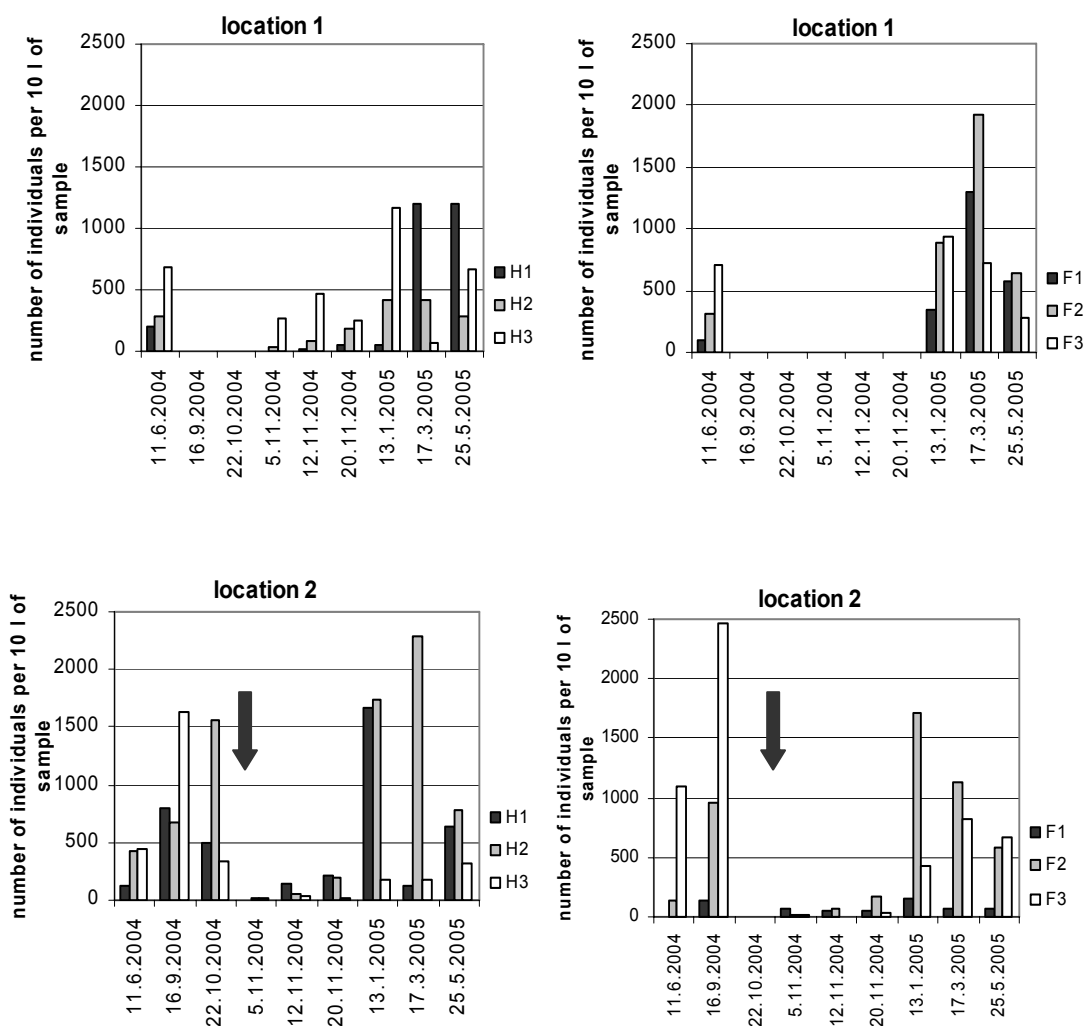 location 1
number of individuals per 10 l of
sample
2500
2000
1500
1000
500
0
11.6.2004
16.9.2004
22.10.2004
5.11.2004
12.11.2004
20.11.2004
13.1.2005
17.3.2005
25.5.2005
H1
H2
H3
location 1
number of individuals per 10 l of
sample
2500
2000
1500
1000
500
0
11.6.2004
16.9.2004
22.10.2004
5.11.2004
12.11.2004
20.11.2004
13.1.2005
17.3.2005
25.5.2005
F1
F2
F3
location 2
number of individuals per 10 l of
sample
2500
2000
1500
1000
500
0
11.6.2004
16.9.2004
22.10.2004
5.11.2004
12.11.2004
20.11.2004
13.1.2005
17.3.2005
25.5.2005
H1
H2
H3
location 2
number of individuals per 10 l of
sample
2500
2000
1500
1000
500
0
11.6.2004
16.9.2004
22.10.2004
5.11.2004
12.11.2004
20.11.2004
13.1.2005
17.3.2005
25.5.2005
F1
F2
F3